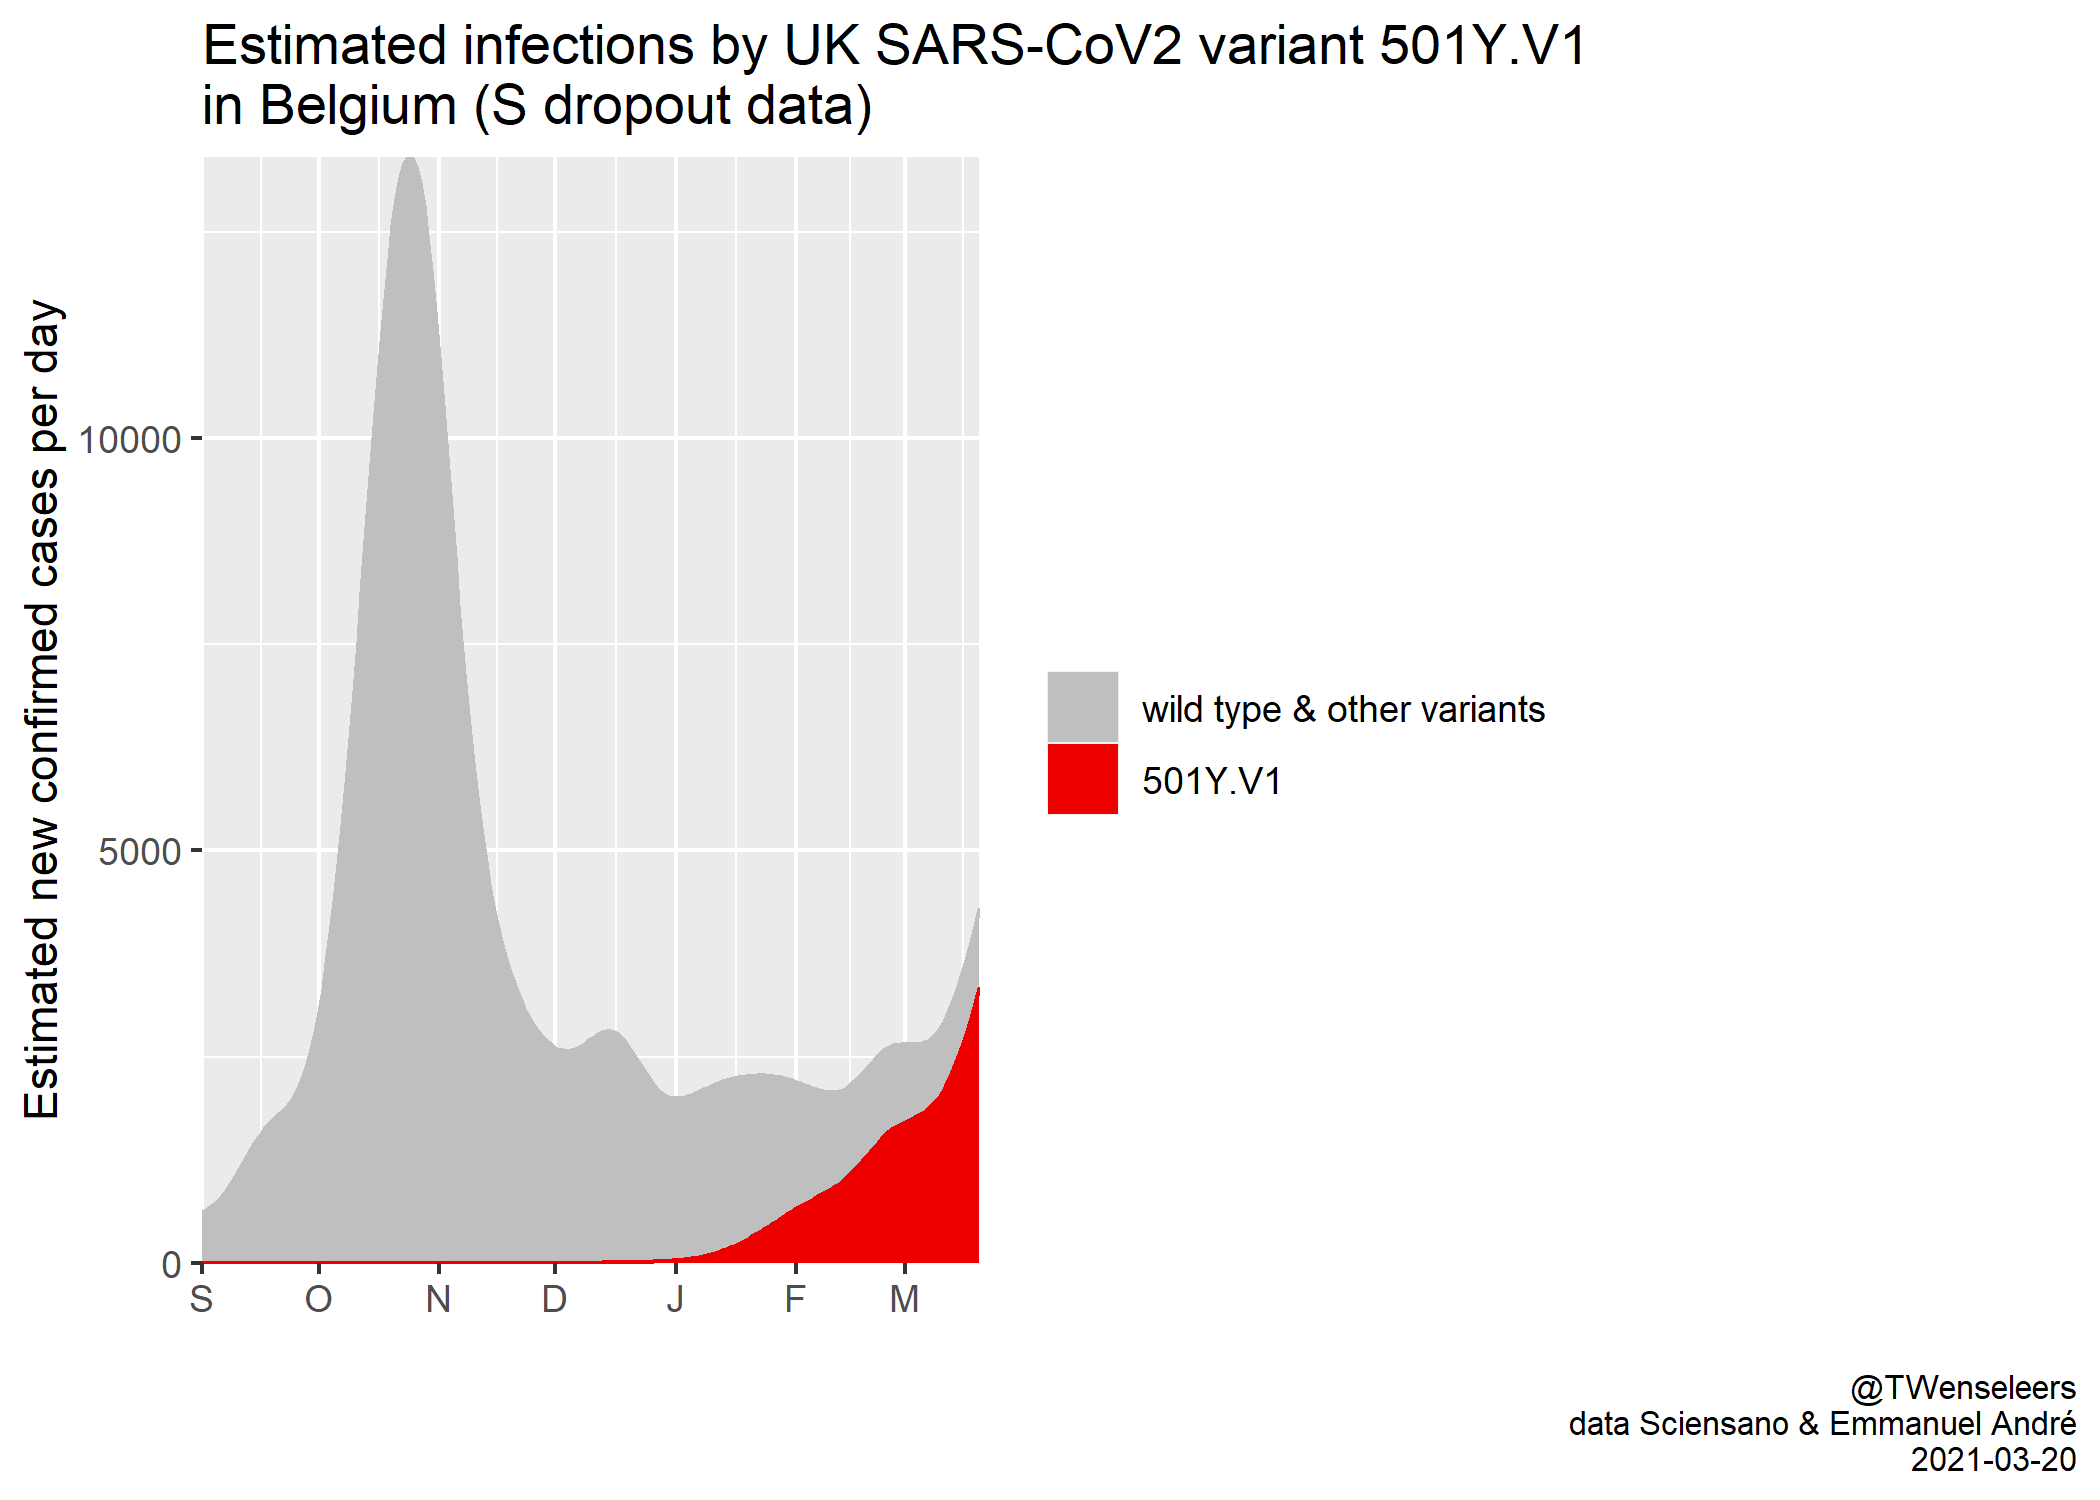 Estimated infections by UK SARS-CoV2 variant 501Y.V1
in Belgium (S dropout data)
Estimated new confirmed cases per day
10000
5000
0
S O N D J F M
wild type & other variants
501Y.V1
@TWenseleers
data Sciensano & Emmanuel André
2021-03-20